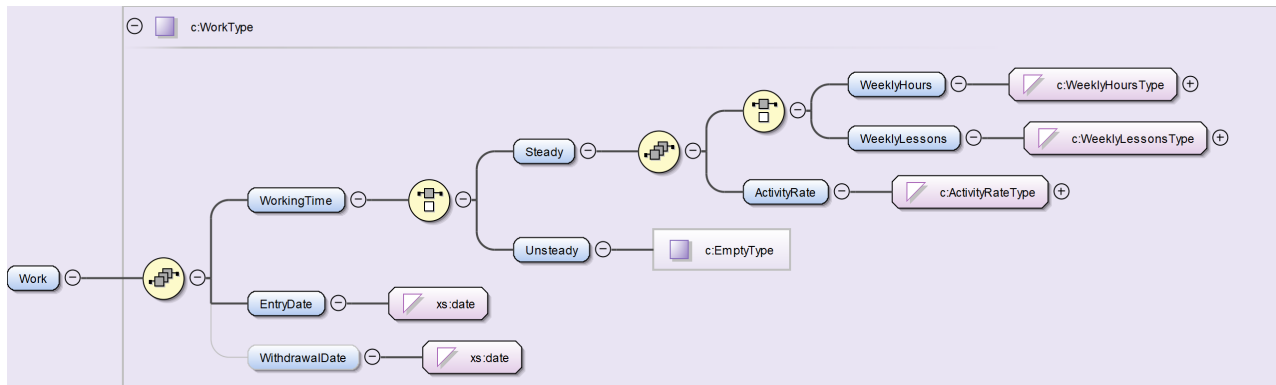 c:WorkType
WeeklyHours
c:WeeklyHoursType
WeeklyLessons
c:WeeklyLessonsType
Steady
ActivityRate
c:ActivityRateType
WorkingTime
Unsteady
c:EmptyType
Work
EntryDate
xs:date
WithdrawalDate
xs:date